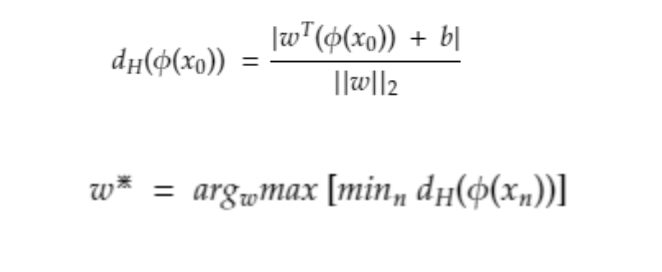 d_H(ϕ(x_0)) = |w^T(ϕ(x_0)) + b| / ||w||_2
w* = arg_w max [min_n d_H(ϕ(x_n))]